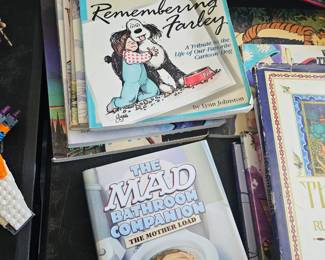 Remembering
Farley
A Tribute to the
Life of Our Favorite
Cartoon Dog
by Lynn Johnston
THE
MAD
BATHROOM
COMPANION
THE MOTHER LOAD